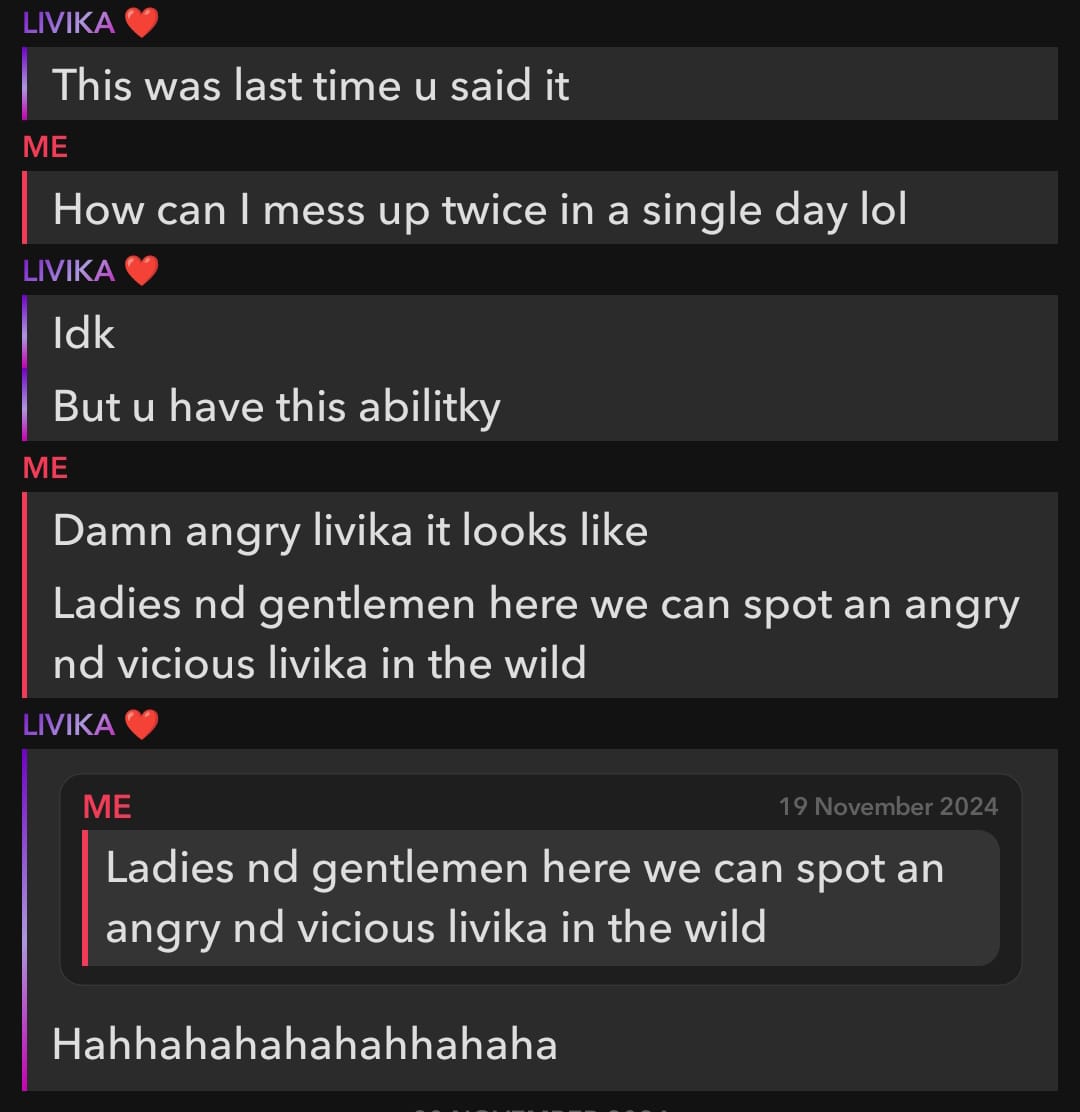 LIVIKA ❤️
This was last time u said it
ME
How can I mess up twice in a single day lol
LIVIKA ❤️
Idk
But u have this abilitky
ME
Damn angry livika it looks like
Ladies nd gentlemen here we can spot an angry
nd vicious livika in the wild
LIVIKA ❤️
ME 19 November 2024
Ladies nd gentlemen here we can spot an
angry nd vicious livika in the wild
Hahhahahahahahhahaha